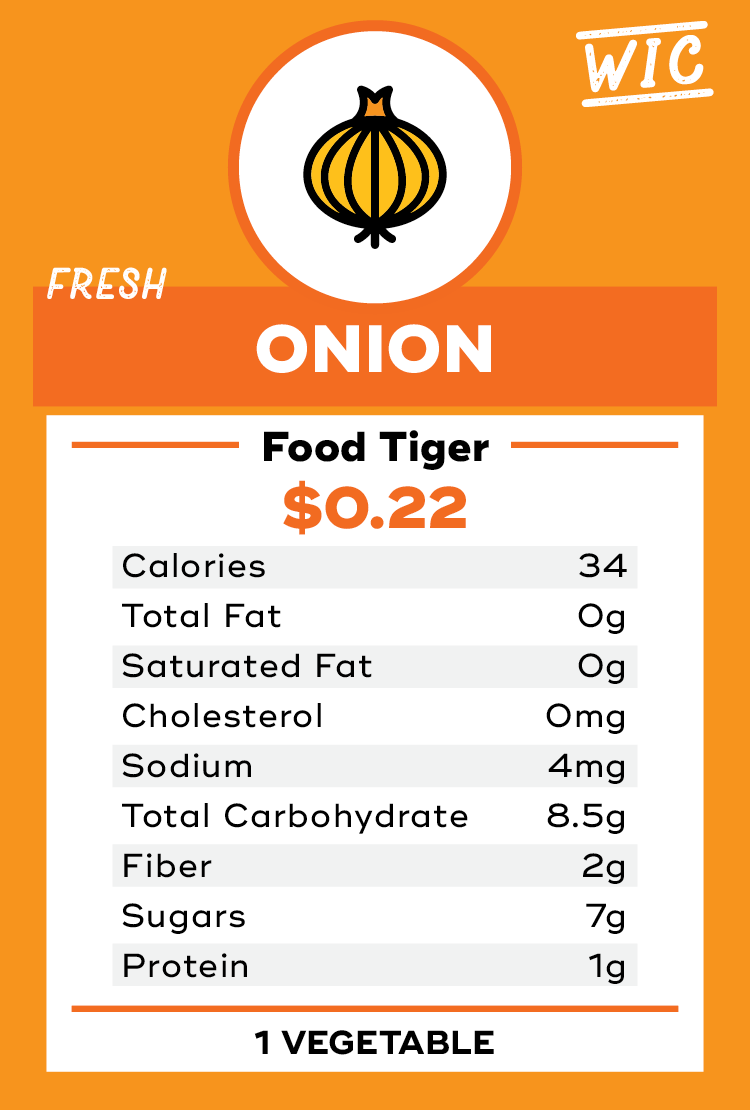 WIC
FRESH
ONION
Food Tiger
$0.22
Calories 34
Total Fat 0g
Saturated Fat 0g
Cholesterol 0mg
Sodium 4mg
Total Carbohydrate 8.5g
Fiber 2g
Sugars 7g
Protein 1g
1 VEGETABLE